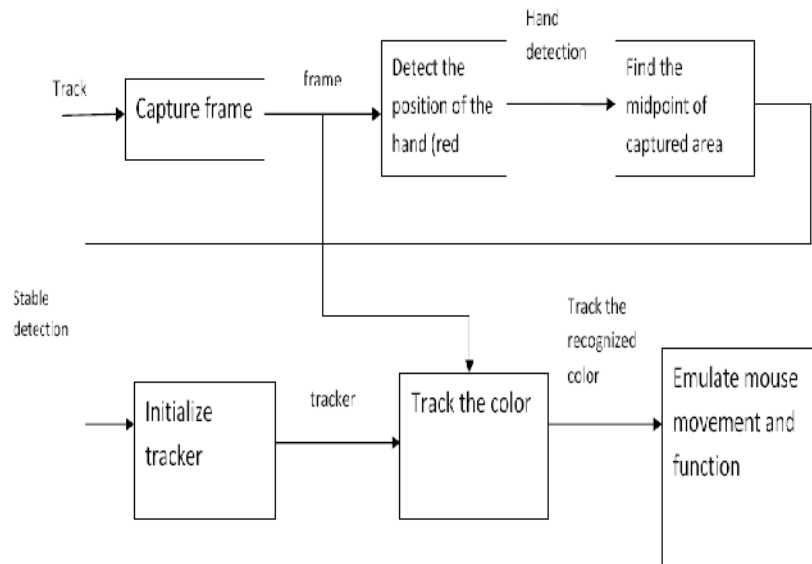 Track
Capture frame
frame
Detect the
position of the
hand (red
Hand
detection
Find the
midpoint of
captured area
Stable
detection
Initialize
tracker
tracker
Track the color
Track the
recognized
color
Emulate mouse
movement and
function